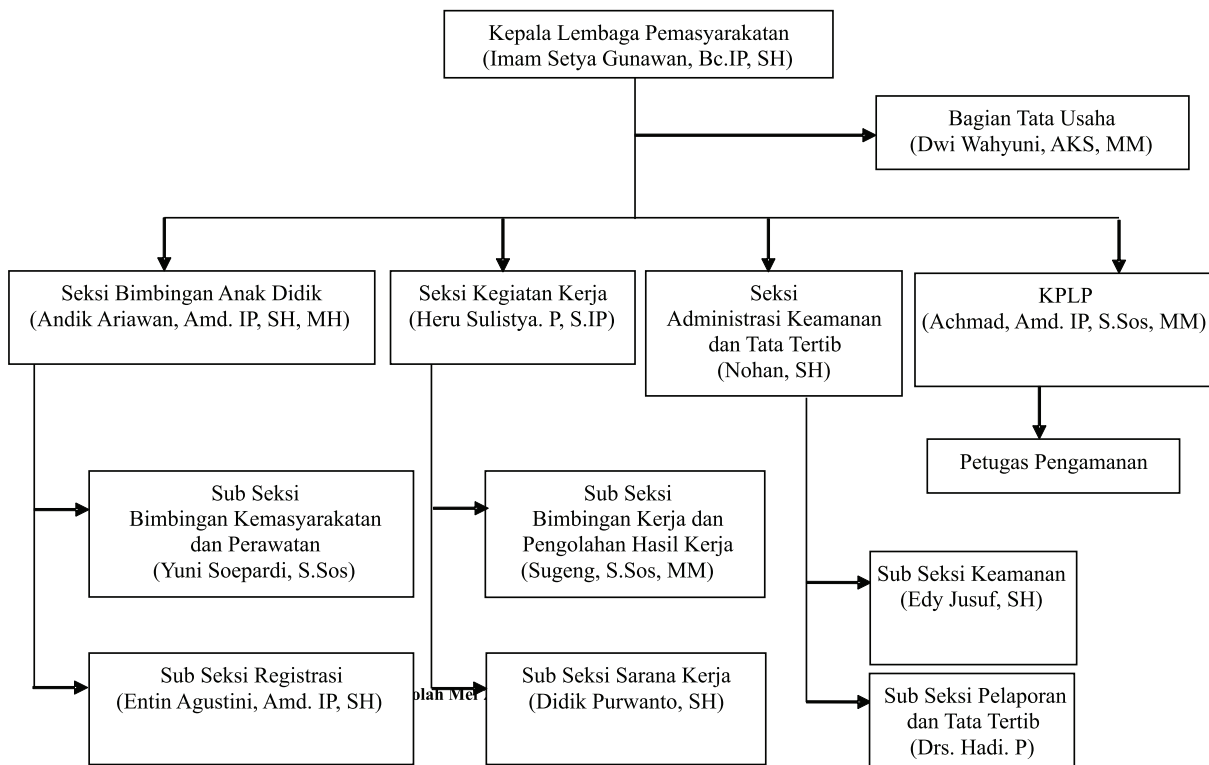 Kepala Lembaga Pemasyarakatan
(Imam Setya Gunawan, Bc.IP, SH)
Bagian Tata Usaha
(Dwi Wahyuni, AKS, MM)
Seksi Bimbingan Anak Didik
(Andik Ariawan, Amd. IP, SH, MH)
Seksi Kegiatan Kerja
(Heru Sulistya. P, S.IP)
Seksi
Administrasi Keamanan
dan Tata Tertib
(Nohan, SH)
KPLP
(Achmad, Amd. IP, S.Sos, MM)
Petugas Pengamanan
Sub Seksi
Bimbingan Kemasyarakatan
dan Perawatan
(Yuni Soepardi, S.Sos)
Sub Seksi
Bimbingan Kerja dan
Pengolahan Hasil Kerja
(Sugeng, S.Sos, MM)
Sub Seksi Keamanan
(Edy Jusuf, SH)
Sub Seksi Registrasi
(Entin Agustini, Amd. IP, SH)
Sub Seksi Sarana Kerja
(Didik Purwanto, SH)
Sub Seksi Pelaporan
dan Tata Tertib
(Drs. Hadi. P)